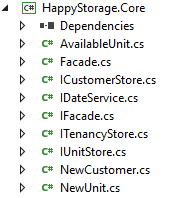 C# HappyStorage.Core
Dependencies
C# AvailableUnit.cs
C# Facade.cs
C# ICustomerStore.cs
C# IDateService.cs
C# IFacade.cs
C# ITenancyStore.cs
C# IUnitStore.cs
C# NewCustomer.cs
C# NewUnit.cs